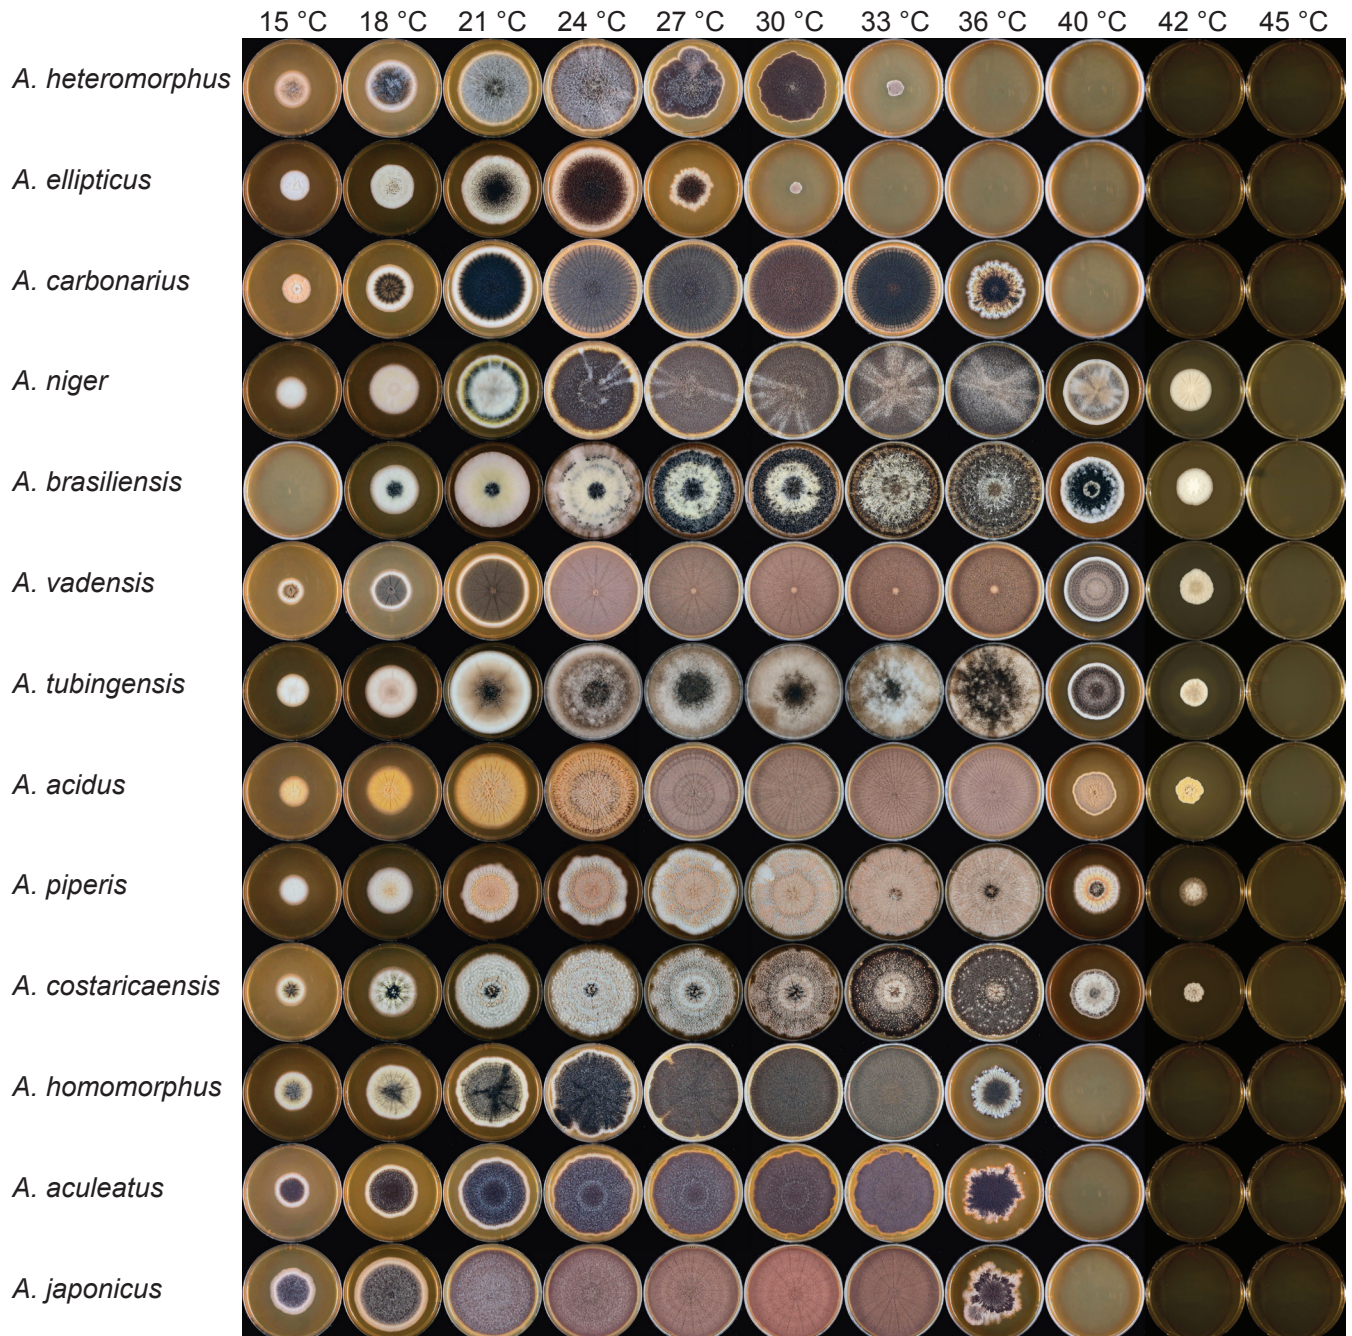 15 °C 18 °C 21 °C 24 °C 27 °C 30 °C 33 °C 36 °C 40 °C 42 °C 45 °C
A. heteromorphus
A. ellipticus
A. carbonarius
A. niger
A. brasiliensis
A. vadensis
A. tubingensis
A. acidus
A. piperis
A. costaricaensis
A. homomorphus
A. aculeatus
A. japonicus